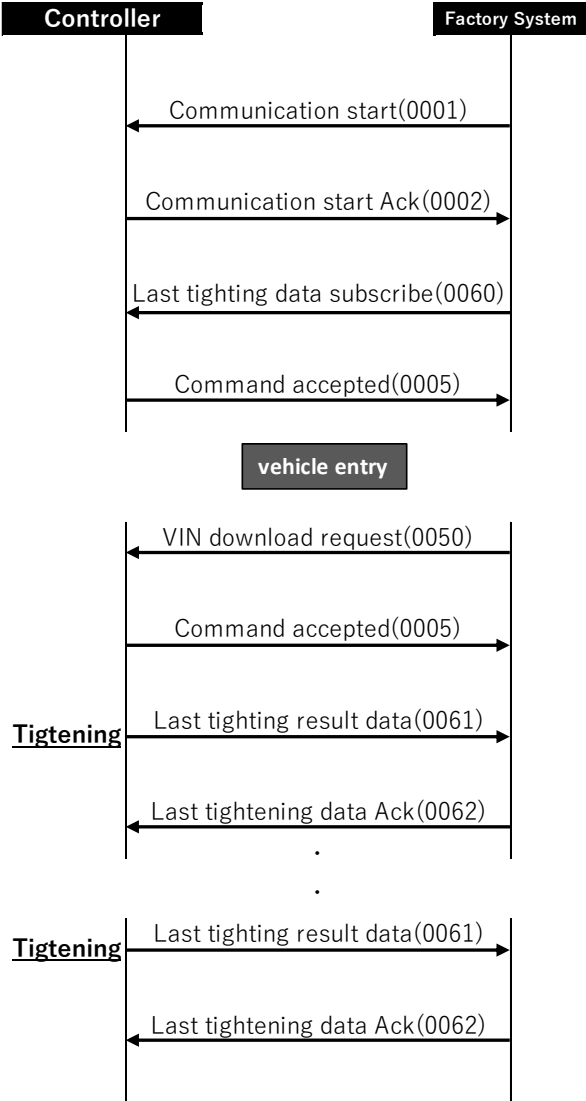 Controller
Factory System
Communication start(0001)
Communication start Ack(0002)
Last tighting data subscribe(0060)
Command accepted(0005)
vehicle entry
VIN download request(0050)
Command accepted(0005)
Last tighting result data(0061)
Tigtening
Last tightening data Ack(0062)
.
.
Last tighting result data(0061)
Tigtening
Last tightening data Ack(0062)